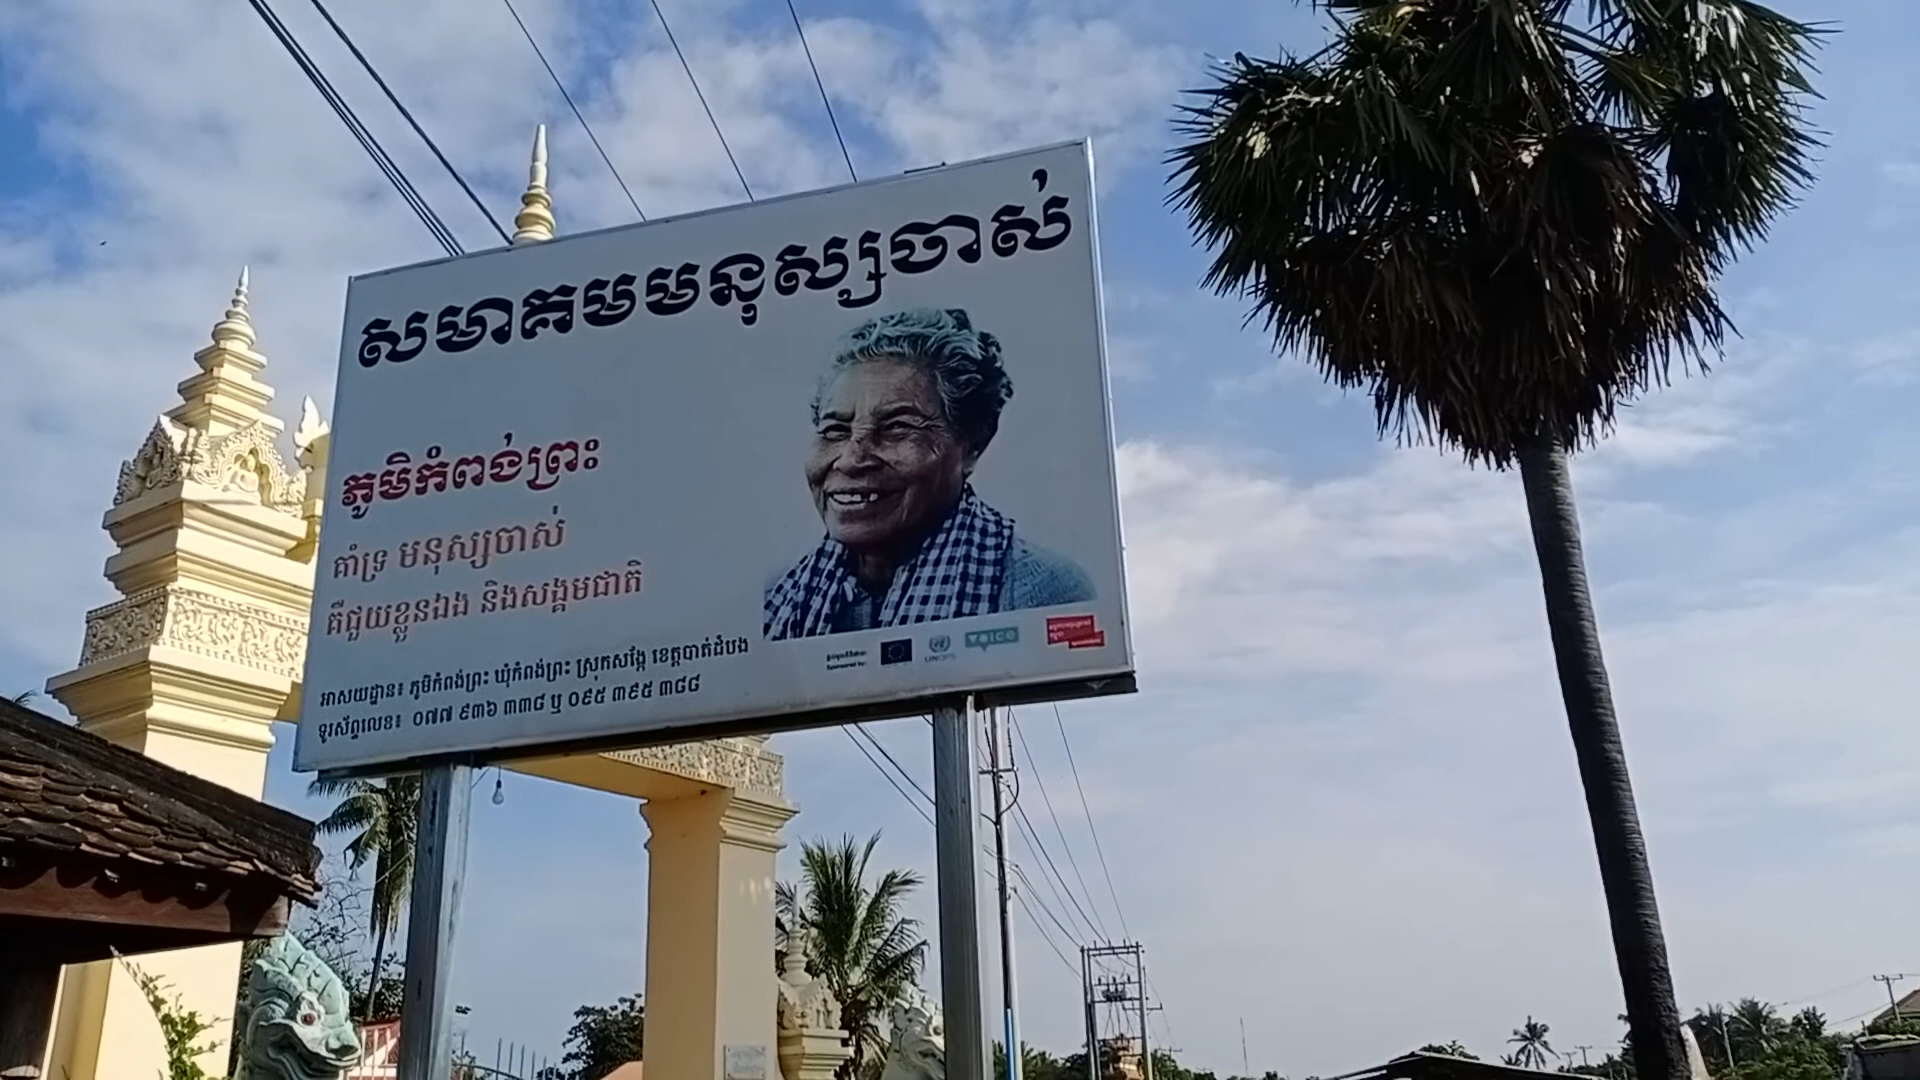 សមាគមមនុស្សចាស់
ភូមិកំពង់ព្រះ
គាំទ្រ មនុស្សចាស់
គឺជួយខ្លួនឯង និងសង្គមជាតិ
អាសយដ្ឋាន៖ ភូមិកំពង់ព្រះ ឃុំកំពង់ព្រះ ស្រុកសង្កែ ខេត្តបាត់ដំបង
ទូរស័ព្ទលេខ៖ ០៧៧ ៩៣៦ ៣៣៨ ឬ ០៩៥ ៣៩៥ ៣៨៨
Sponsored by:
VOICE